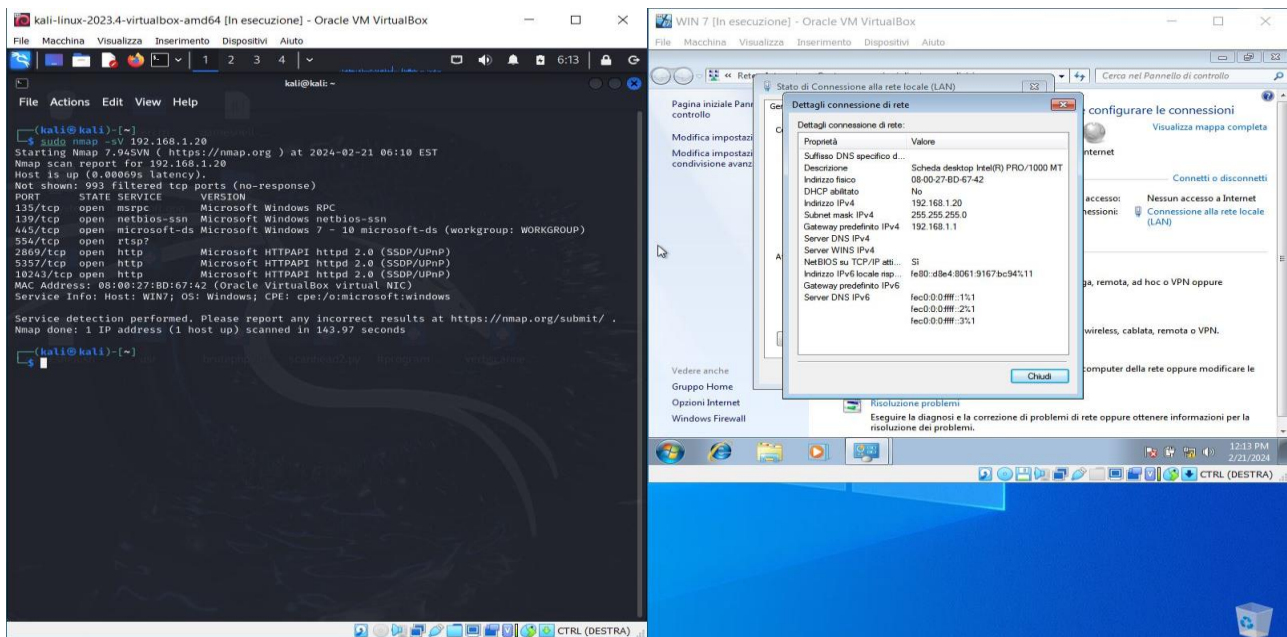 kali-linux-2023.4-virtualbox-amd64 [In esecuzione] - Oracle VM VirtualBox
File Macchina Visualizza Inserimento Dispositivi Aiuto
1 2 3 4 6:13
kali@kali: ~
File Actions Edit View Help
(kali㉿kali)-[~]
$ sudo nmap -sV 192.168.1.20
Starting Nmap 7.94SVN ( https://nmap.org ) at 2024-02-21 06:10 EST
Nmap scan report for 192.168.1.20
Host is up (0.00069s latency).
Not shown: 993 filtered tcp ports (no-response)
PORT STATE SERVICE VERSION
135/tcp open msrpc Microsoft Windows RPC
139/tcp open netbios-ssn Microsoft Windows netbios-ssn
445/tcp open microsoft-ds Microsoft Windows 7 - 10 microsoft-ds (workgroup: WORKGROUP)
554/tcp open rtsp?
2869/tcp open http Microsoft HTTPAPI httpd 2.0 (SSDP/UPnP)
5357/tcp open http Microsoft HTTPAPI httpd 2.0 (SSDP/UPnP)
10243/tcp open http Microsoft HTTPAPI httpd 2.0 (SSDP/UPnP)
MAC Address: 08:00:27:BD:67:42 (Oracle VirtualBox virtual NIC)
Service Info: Host: WIN7; OS: Windows; CPE: cpe:/o:microsoft:windows
Service detection performed. Please report any incorrect results at https://nmap.org/submit/ .
Nmap done: 1 IP address (1 host up) scanned in 143.97 seconds
(kali㉿kali)-[~]
$
CTRL (DESTRA)
WIN 7 [In esecuzione] - Oracle VM VirtualBox
File Macchina Visualizza Inserimento Dispositivi Aiuto
« Rete
Cerca nel Pannello di controllo
Stato di Connessione alla rete locale (LAN)
Pagina iniziale Pann
controllo
Modifica impostazi
Modifica impostazi
condivisione avanz
Dettagli connessione di rete
Dettagli connessione di rete:
Proprietà Valore
Suffisso DNS specifico d...
Descrizione Scheda desktop Intel(R) PRO/1000 MT
Indirizzo fisico 08-00-27-BD-67-42
DHCP abilitato No
Indirizzo IPv4 192.168.1.20
Subnet mask IPv4 255.255.255.0
Gateway predefinito IPv4 192.168.1.1
Server DNS IPv4
Server WINS IPv4
NetBIOS su TCP/IP atti... Sì
Indirizzo IPv6 locale risp... fe80::d8e4:8061:9167:bc94%11
Gateway predefinito IPv6
Server DNS IPv6 fec0:0:0:ffff::1%1
fec0:0:0:ffff::2%1
fec0:0:0:ffff::3%1
Chiudi
configurare le connessioni
Visualizza mappa completa
nternet
Connetti o disconnetti
accesso: Nessun accesso a Internet
nessioni: Connessione alla rete locale
(LAN)
ga, remota, ad hoc o VPN oppure
wireless, cablata, remota o VPN.
computer della rete oppure modificare le
Vedere anche
Gruppo Home
Opzioni Internet
Windows Firewall
Risoluzione problemi
Eseguire la diagnosi e la correzione di problemi di rete oppure ottenere informazioni per la
risoluzione dei problemi.
12:13 PM
2/21/2024
CTRL (DESTRA)